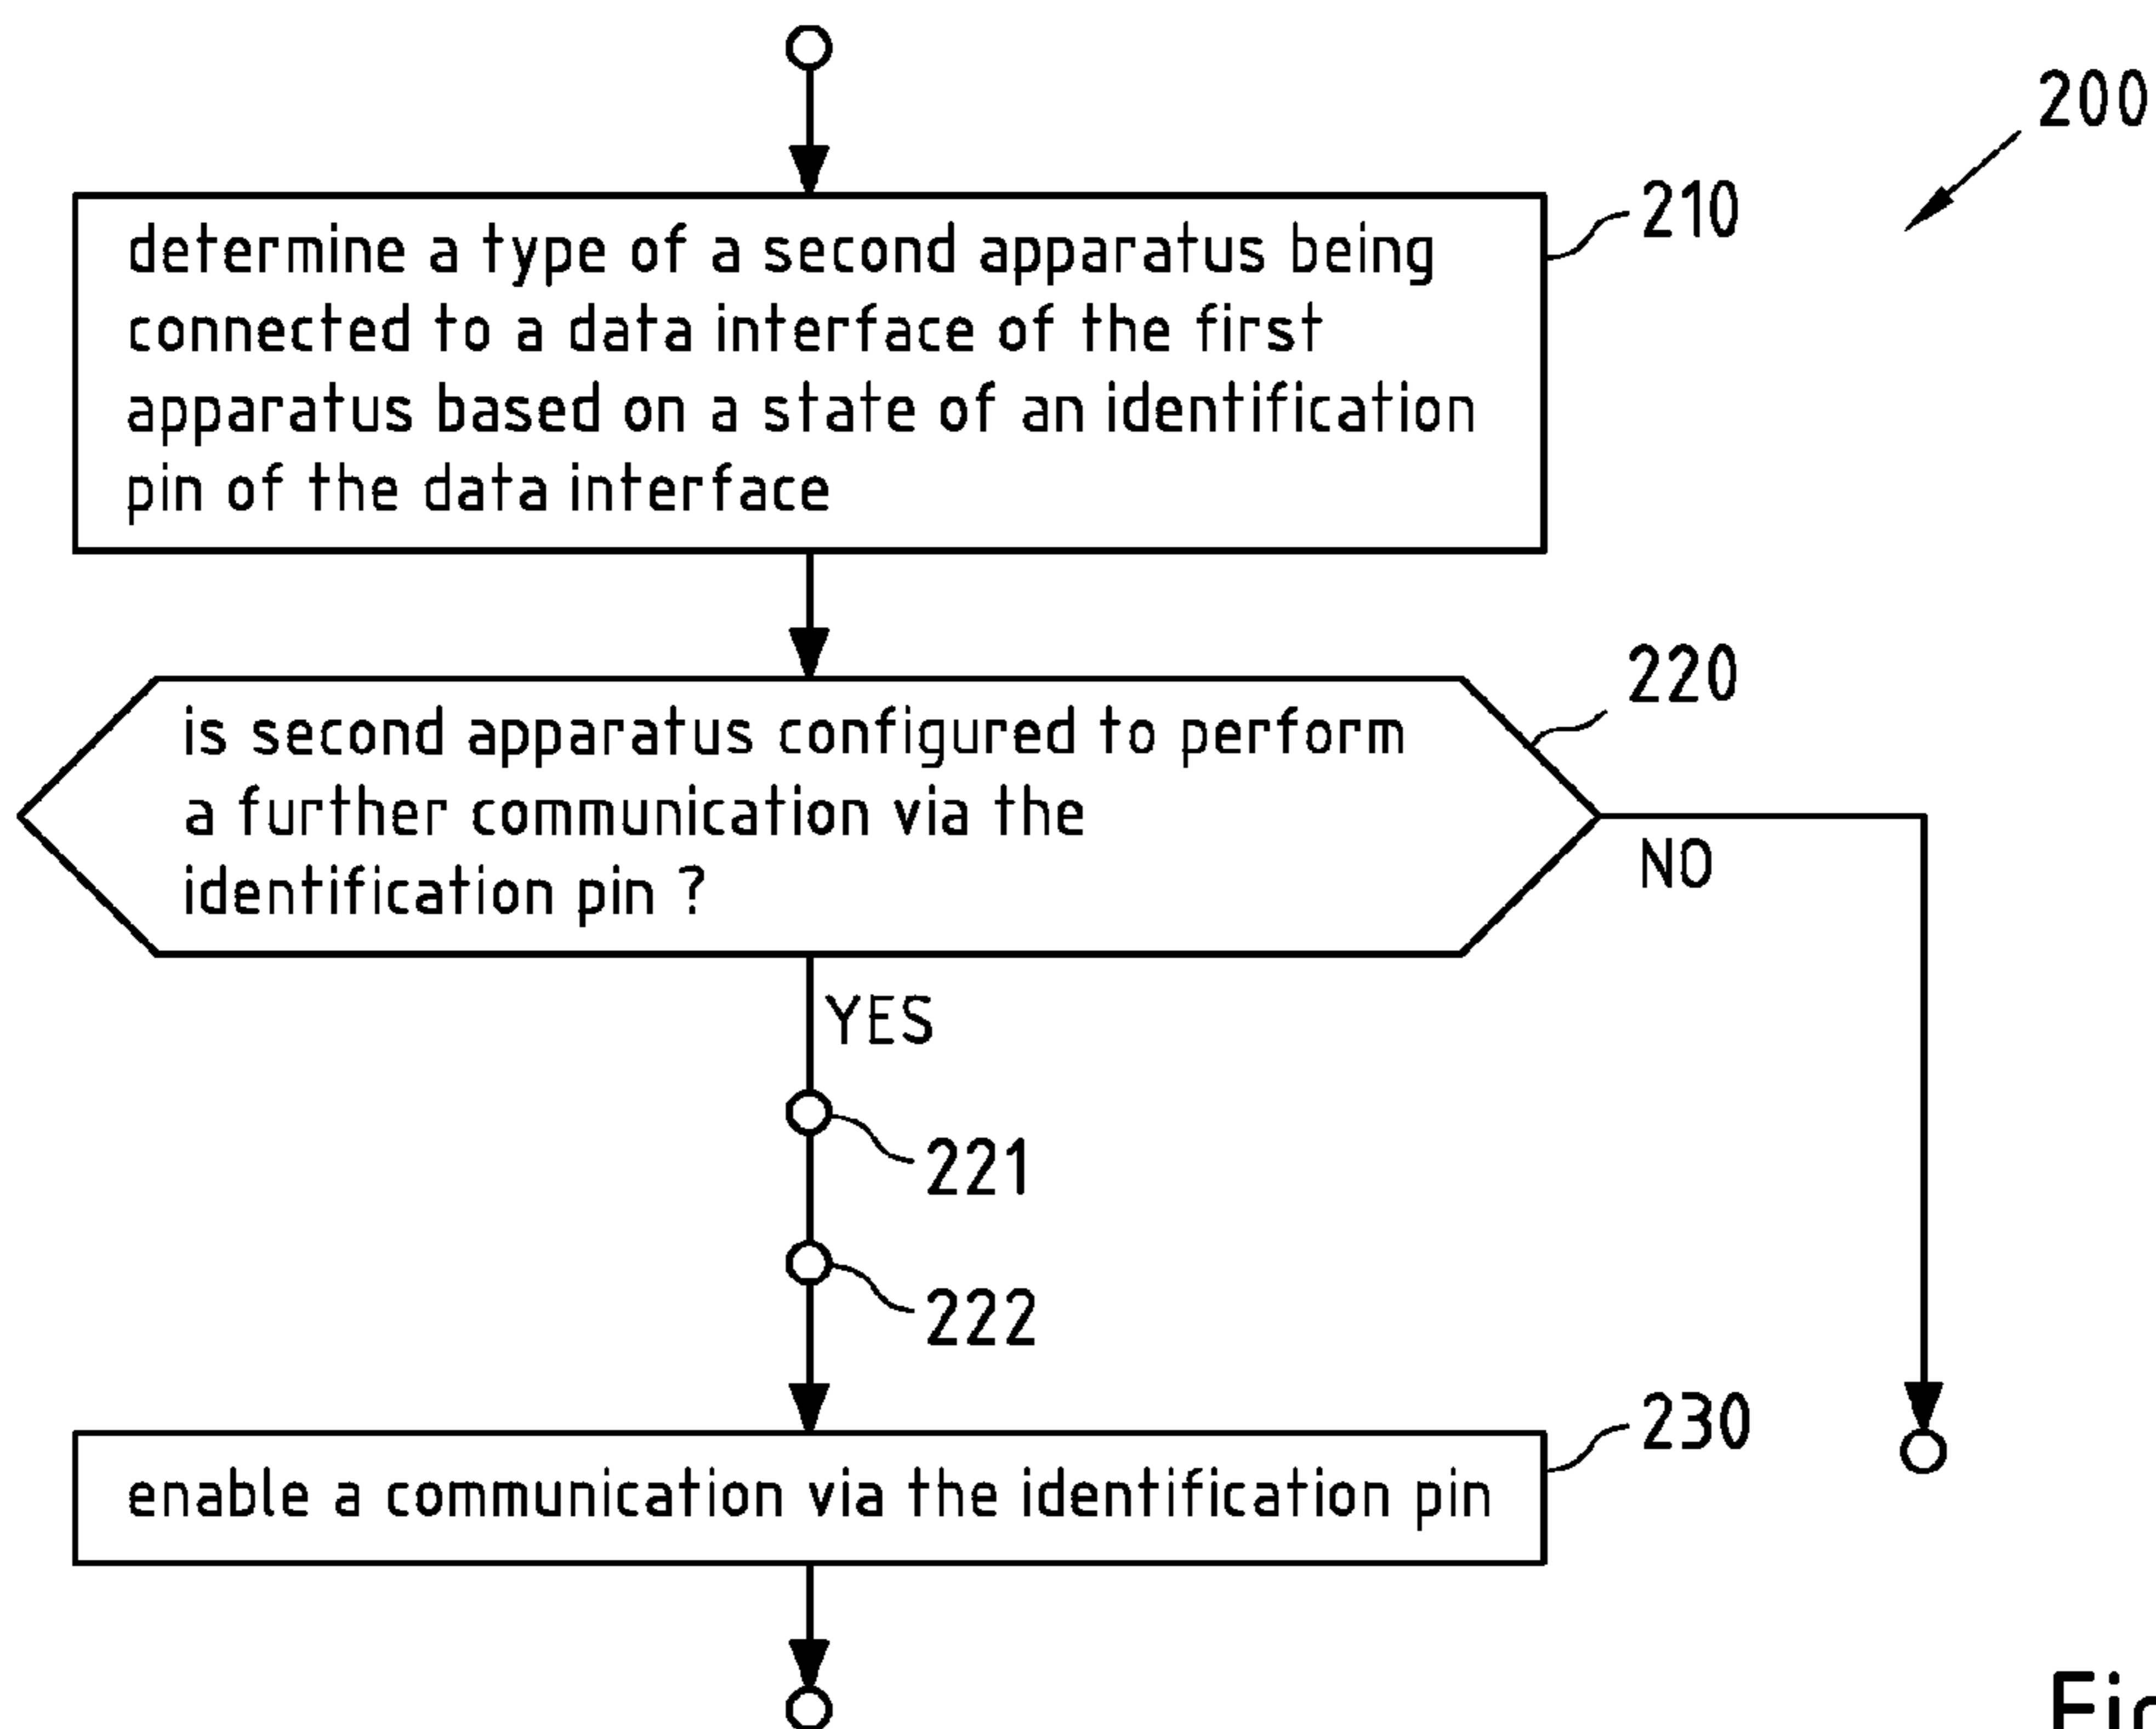 200
210
determine a type of a second apparatus being
connected to a data interface of the first
apparatus based on a state of an identification
pin of the data interface
220
is second apparatus configured to perform
a further communication via the
identification pin ?
NO
YES
221
222
230
enable a communication via the identification pin